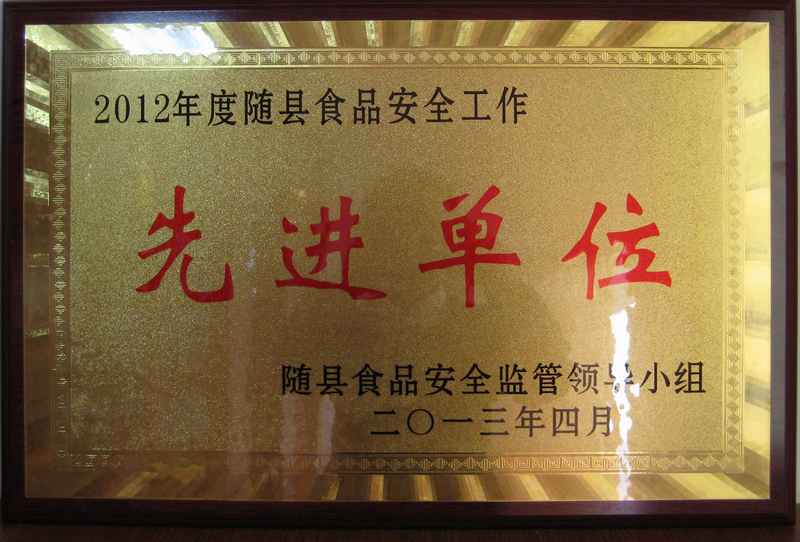 2012年度随县食品安全工作
先进单位
随县食品安全监管领导小组
二〇一三年四月